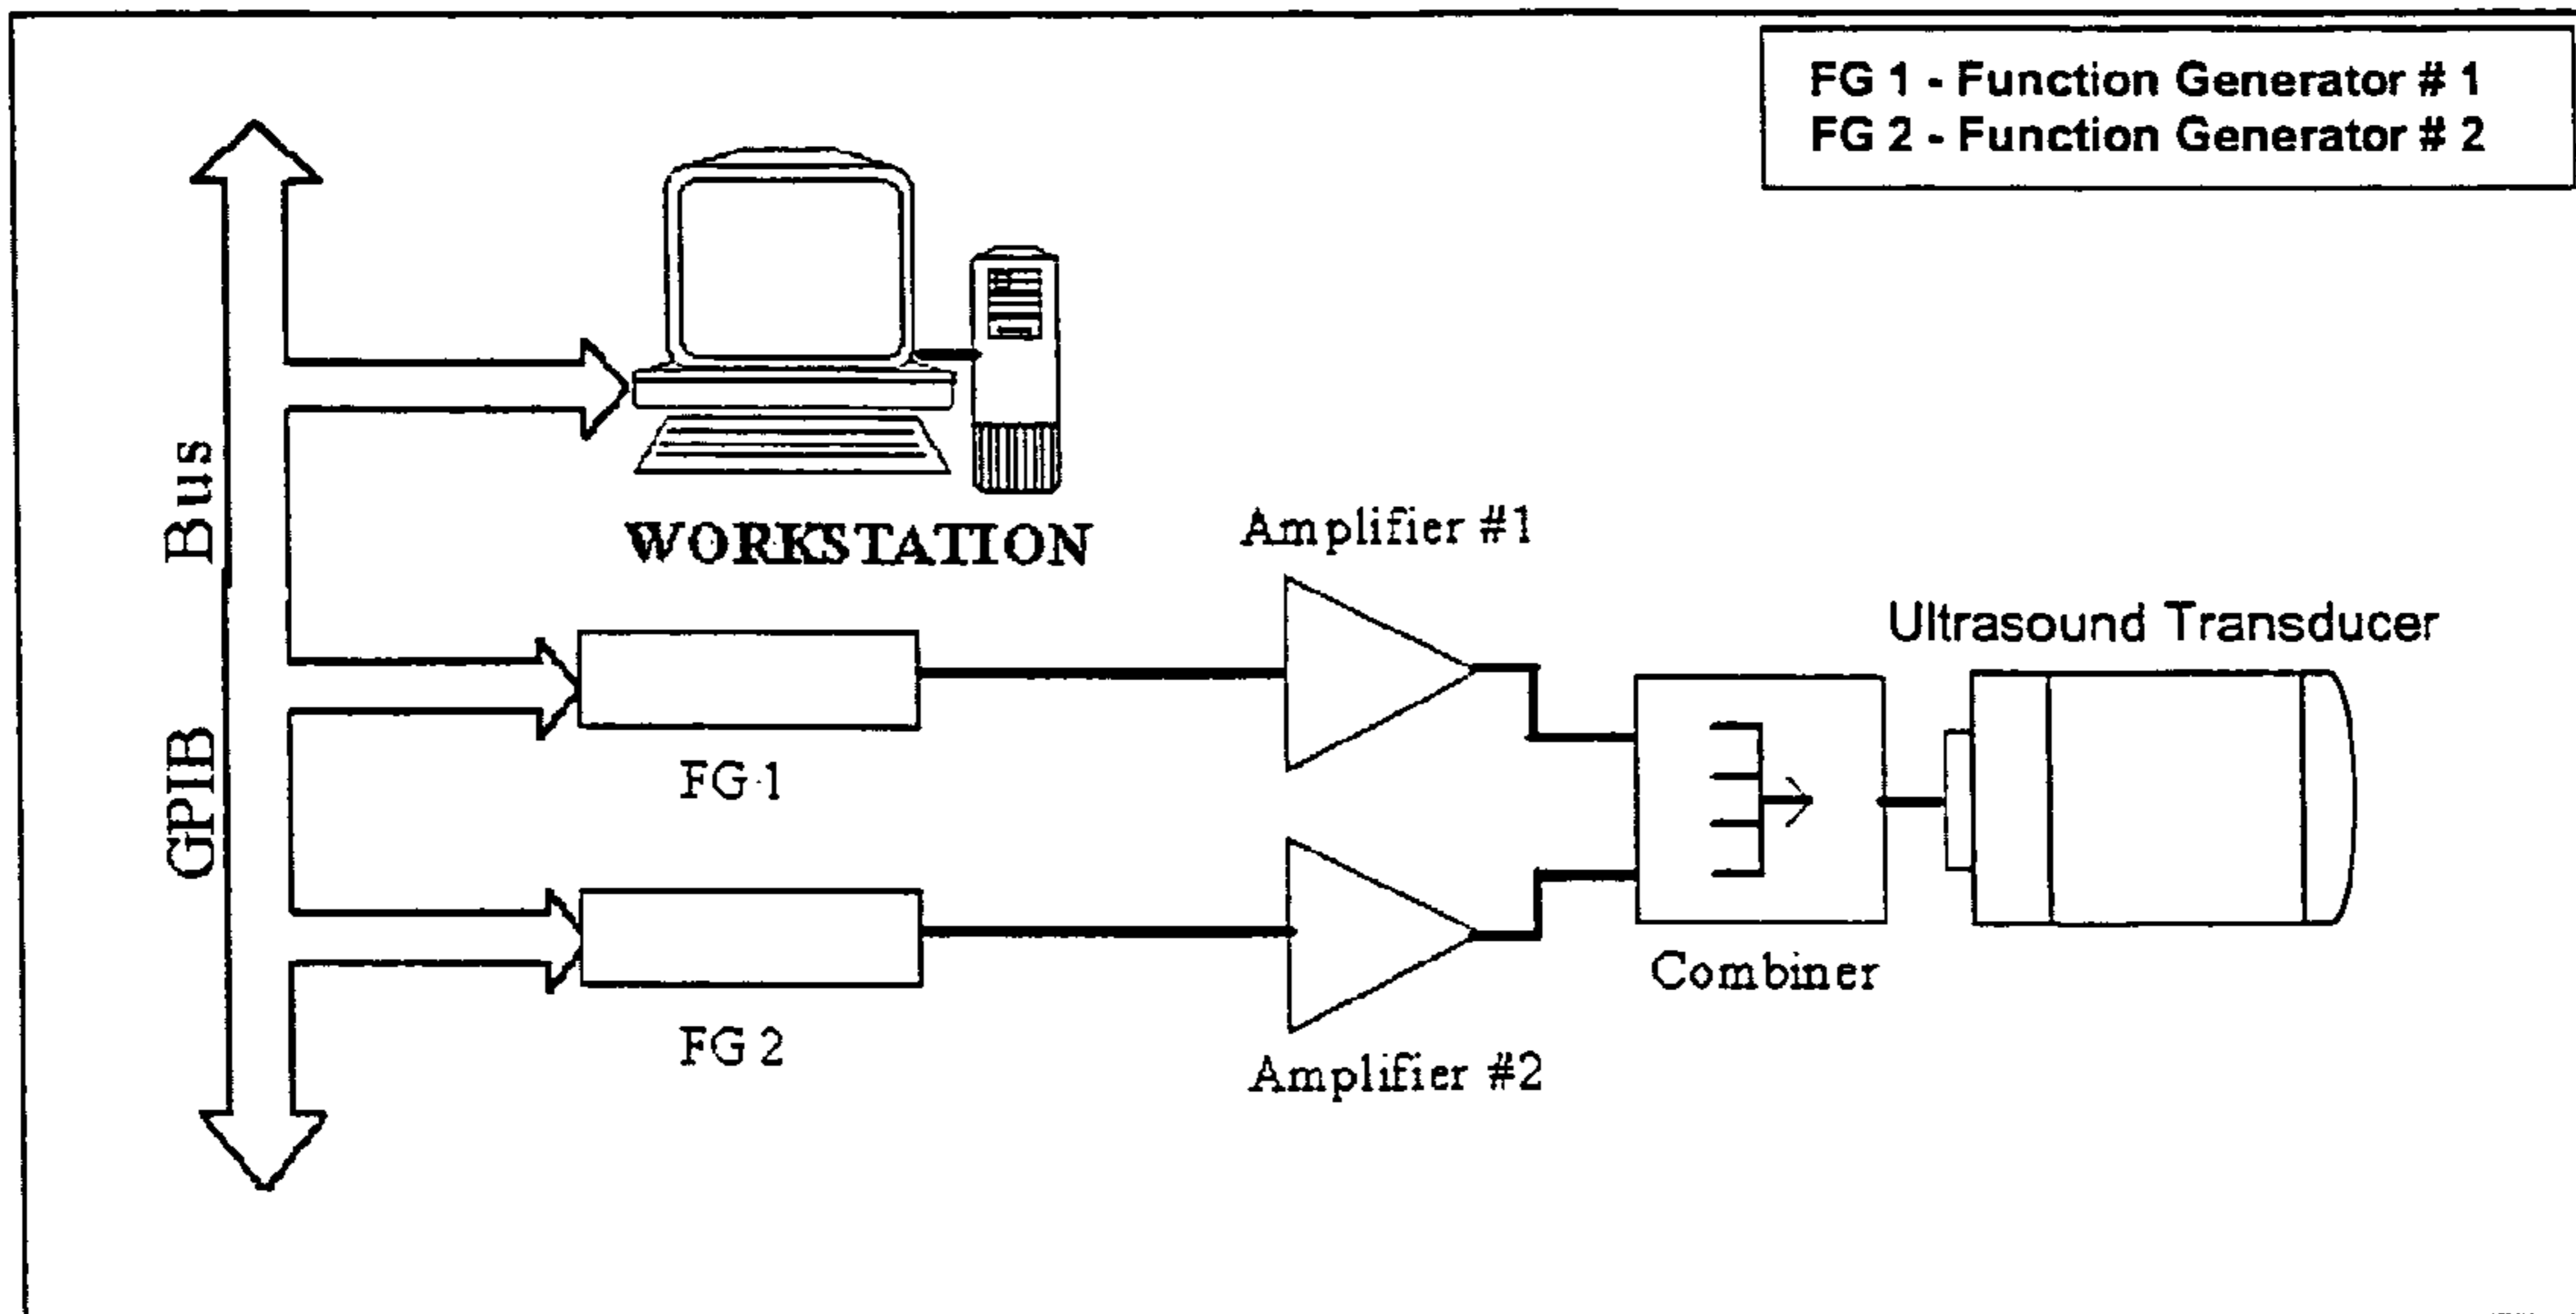 FG 1 - Function Generator # 1
FG 2 - Function Generator # 2
GPIB Bus
WORKSTATION
Amplifier #1
Ultrasound Transducer
FG 1
Combiner
FG 2
Amplifier #2